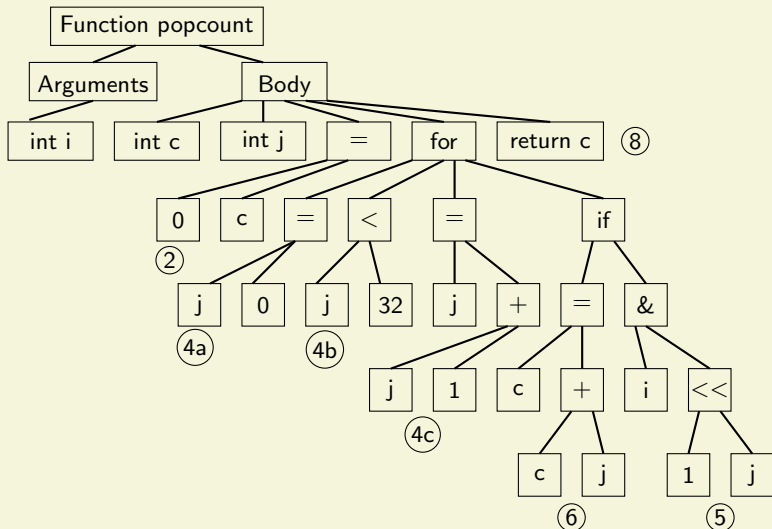 Function popcount
Arguments Body
int i int c int j = for return c 8
0 c = < = if
2
j 0 j 32 j + = &
4a 4b
j 1 c + i <<
4c
c j 1 j
6 5